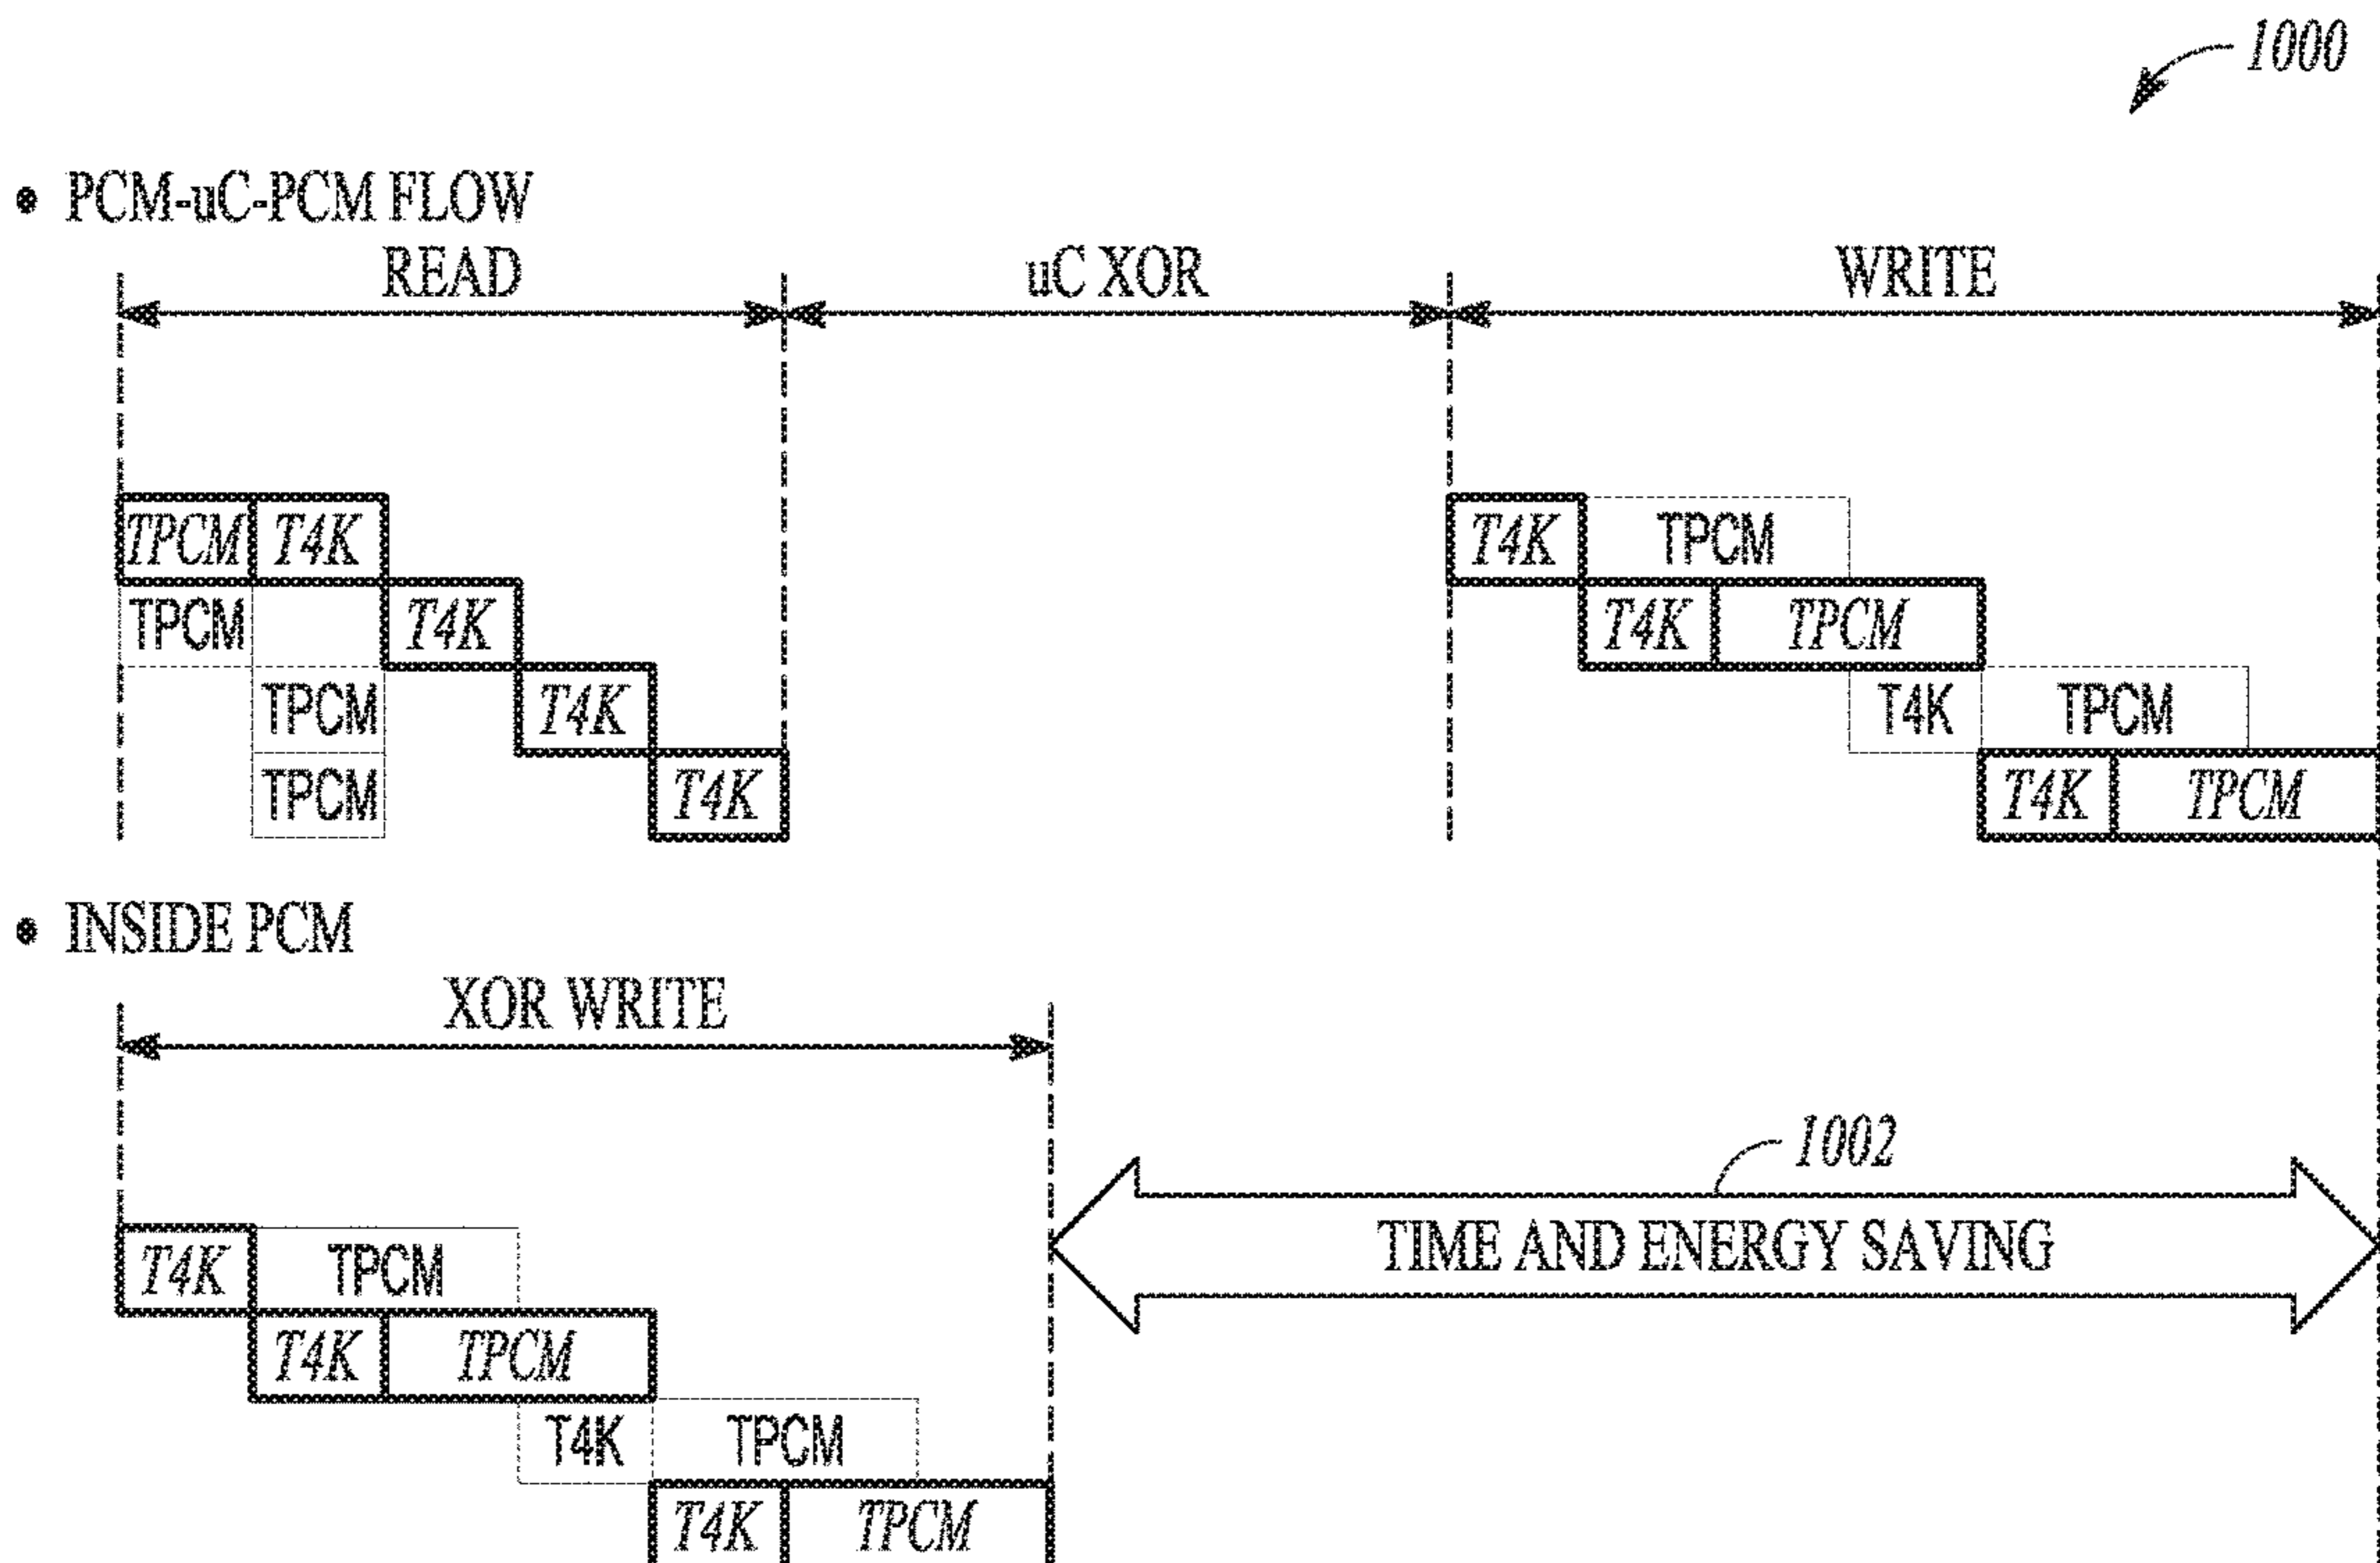 1000
• PCM-uC-PCM FLOW
READ uC XOR WRITE
TPCM T4K T4K TPCM
TPCM T4K T4K TPCM
TPCM T4K T4K TPCM
TPCM T4K T4K TPCM
• INSIDE PCM
XOR WRITE
1002
T4K TPCM TIME AND ENERGY SAVING
T4K TPCM
T4K TPCM
T4K TPCM